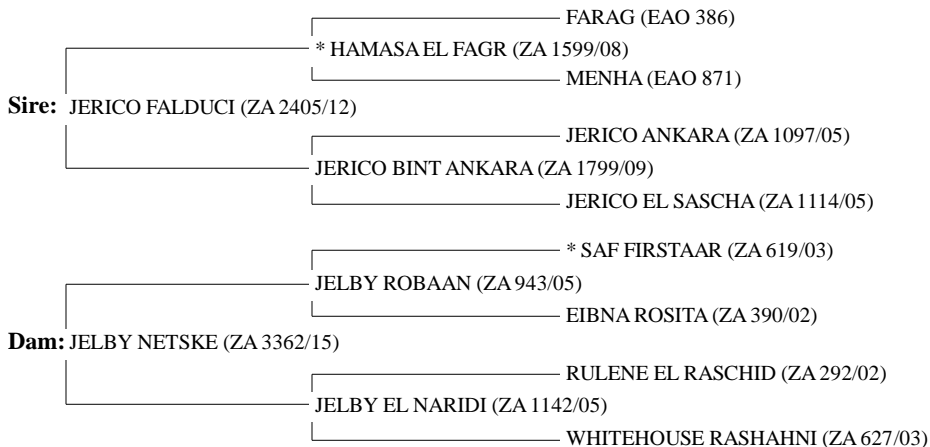 FARAG (EAO 386)
* HAMASA EL FAGR (ZA 1599/08)
MENHA (EAO 871)
Sire: JERICO FALDUCI (ZA 2405/12)
JERICO ANKARA (ZA 1097/05)
JERICO BINT ANKARA (ZA 1799/09)
JERICO EL SASCHA (ZA 1114/05)
* SAF FIRSTAAR (ZA 619/03)
JELBY ROBAAN (ZA 943/05)
EIBNA ROSITA (ZA 390/02)
Dam: JELBY NETSKE (ZA 3362/15)
RULENE EL RASCHID (ZA 292/02)
JELBY EL NARIDI (ZA 1142/05)
WHITEHOUSE RASHAHNI (ZA 627/03)